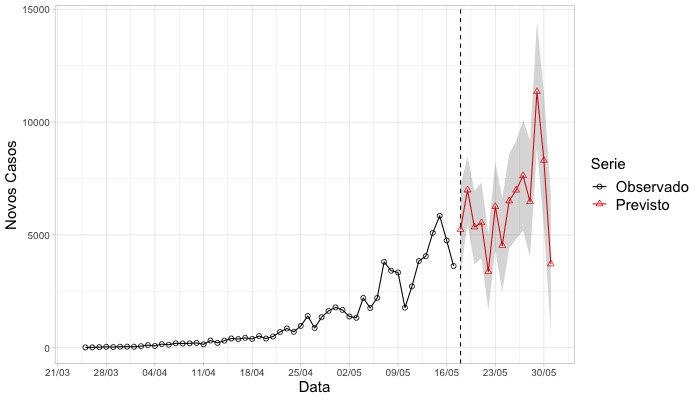 15000
10000
5000
0
Novos Casos
21/03 28/03 04/04 11/04 18/04 25/04 02/05 09/05 16/05 23/05 30/05
Data
Serie
Observado
Previsto